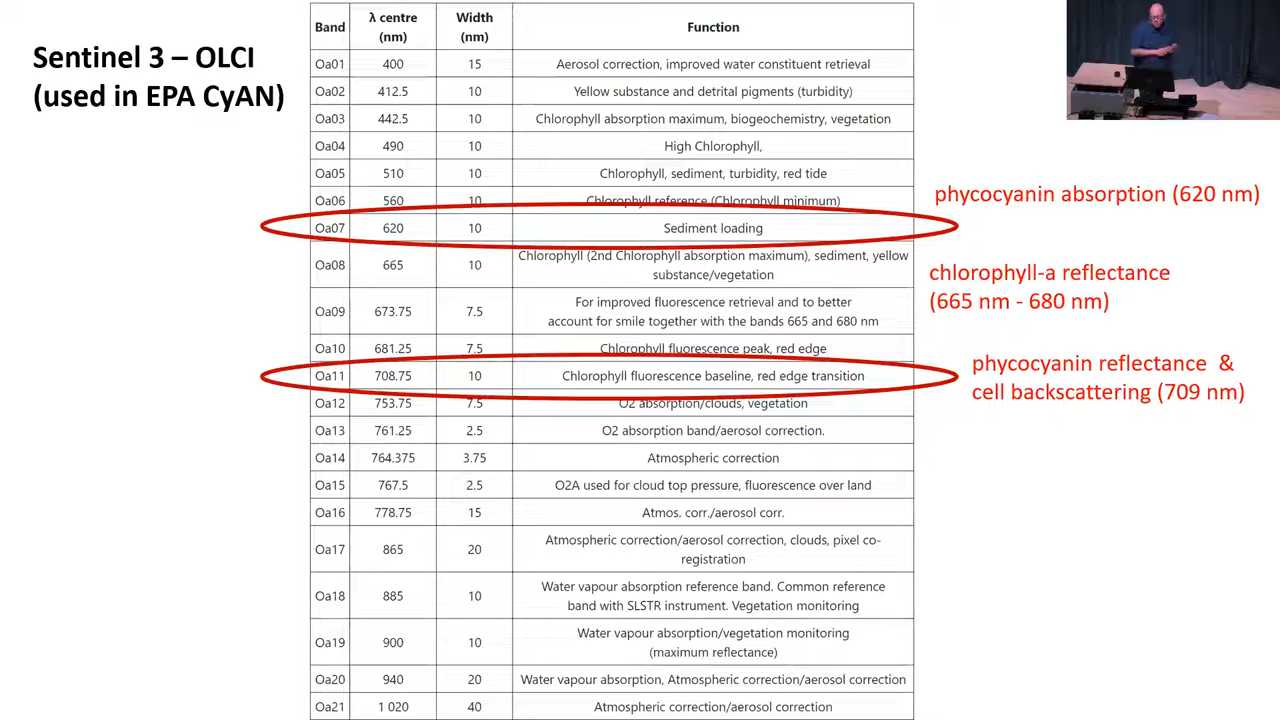 Sentinel 3 – OLCI
(used in EPA CyAN)
Band λ centre (nm) Width (nm) Function
Oa01 400 15 Aerosol correction, improved water constituent retrieval
Oa02 412.5 10 Yellow substance and detrital pigments (turbidity)
Oa03 442.5 10 Chlorophyll absorption maximum, biogeochemistry, vegetation
Oa04 490 10 High Chlorophyll,
Oa05 510 10 Chlorophyll, sediment, turbidity, red tide
Oa06 560 10 Chlorophyll reference (Chlorophyll minimum)
Oa07 620 10 Sediment loading
Oa08 665 10 Chlorophyll (2nd Chlorophyll absorption maximum), sediment, yellow
substance/vegetation
Oa09 673.75 7.5 For improved fluorescence retrieval and to better
account for smile together with the bands 665 and 680 nm
Oa10 681.25 7.5 Chlorophyll fluorescence peak, red edge
Oa11 708.75 10 Chlorophyll fluorescence baseline, red edge transition
Oa12 753.75 7.5 O2 absorption/clouds, vegetation
Oa13 761.25 2.5 O2 absorption band/aerosol correction.
Oa14 764.375 3.75 Atmospheric correction
Oa15 767.5 2.5 O2A used for cloud top pressure, fluorescence over land
Oa16 778.75 15 Atmos. corr./aerosol corr.
Oa17 865 20 Atmospheric correction/aerosol correction, clouds, pixel co-
registration
Oa18 885 10 Water vapour absorption reference band. Common reference
band with SLSTR instrument. Vegetation monitoring
Oa19 900 10 Water vapour absorption/vegetation monitoring
(maximum reflectance)
Oa20 940 20 Water vapour absorption, Atmospheric correction/aerosol correction
Oa21 1 020 40 Atmospheric correction/aerosol correction
phycocyanin absorption (620 nm)
chlorophyll-a reflectance
(665 nm - 680 nm)
phycocyanin reflectance &
cell backscattering (709 nm)